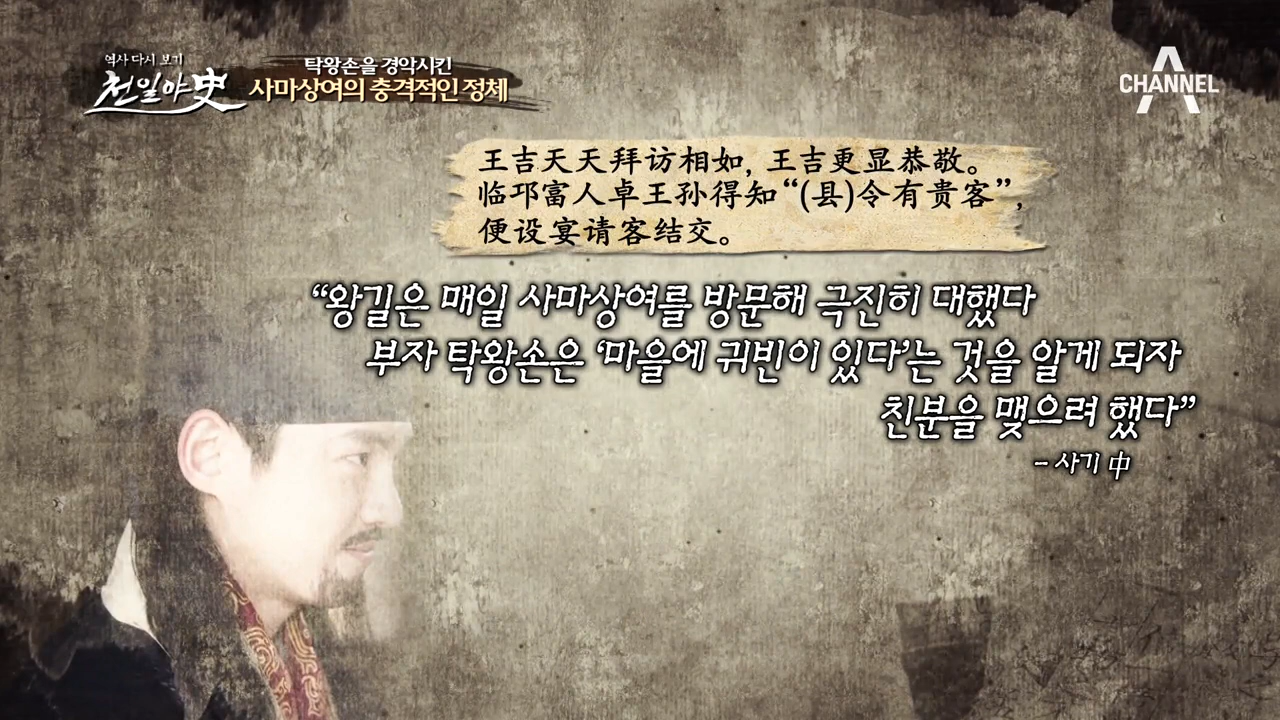 역사 다시 보기
천일야史
탁왕손을 경악시킨
사마상여의 충격적인 정체
CHANNEL A
王吉天天拜访相如, 王吉更显恭敬。
临邛富人卓王孙得知“(县)令有贵客”,
便设宴请客结交。
“왕길은 매일 사마상여를 방문해 극진히 대했다
부자 탁왕손은 ‘마을에 귀빈이 있다’는 것을 알게 되자
친분을 맺으려 했다”
- 사기 中